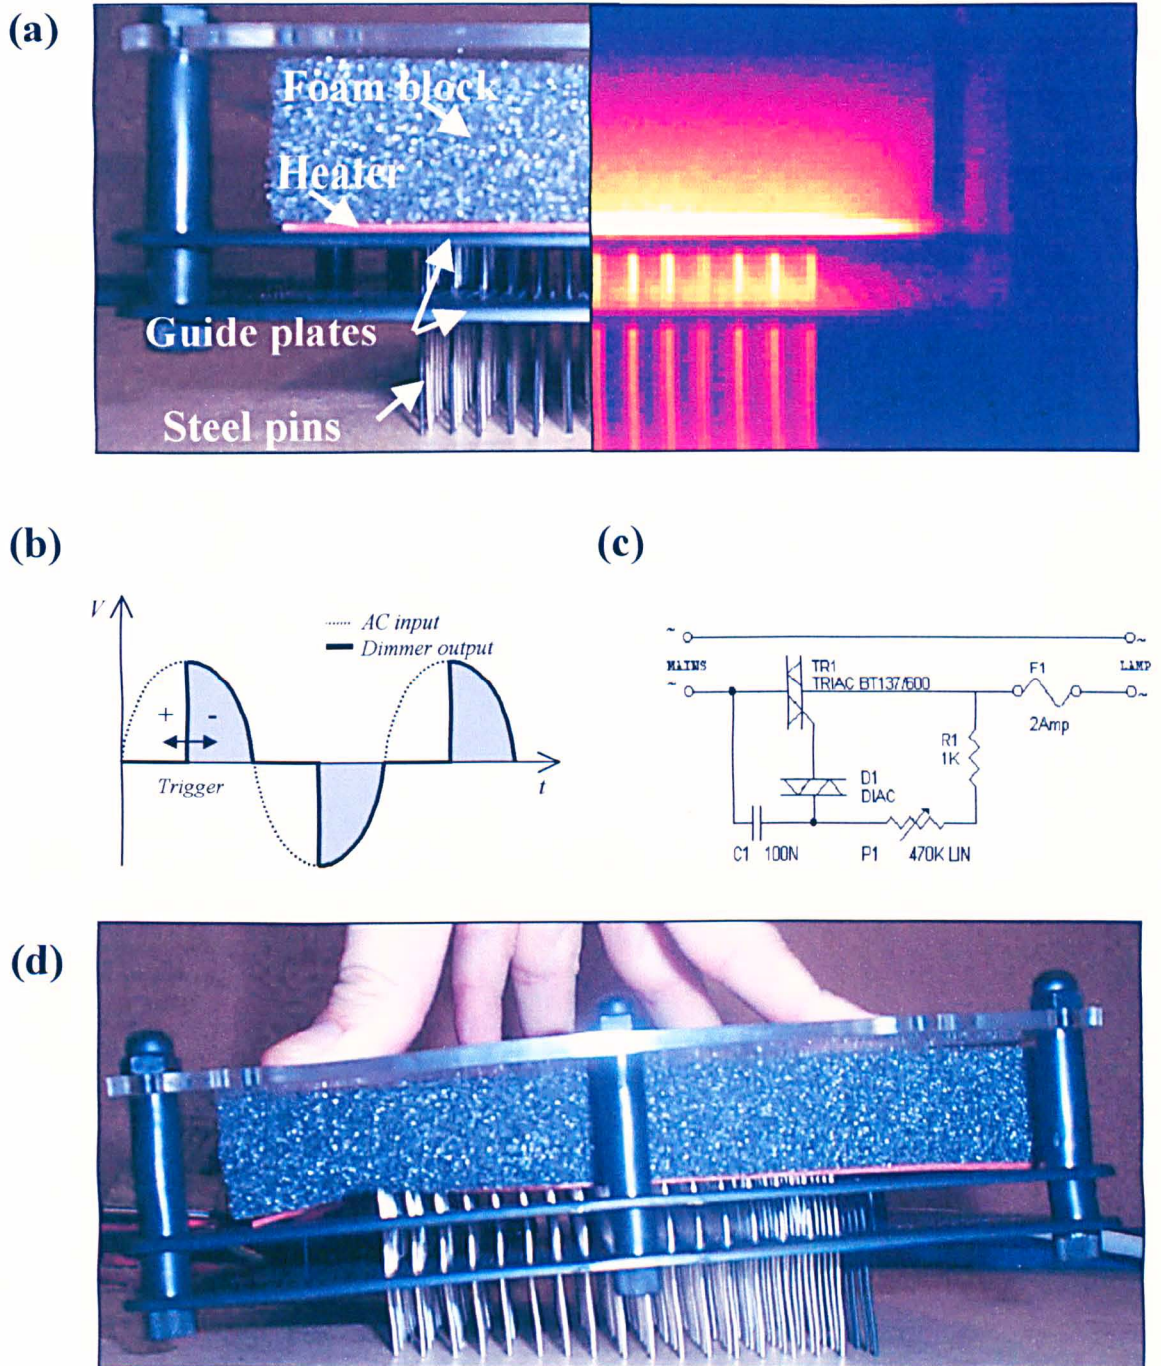 (a)
Foam block
Heater
Guide plates
Steel pins
(b)
V
AC input
Dimmer output
+ -
Trigger
t
(c)
~ ~
MAINS
LAMP
~ ~
TR1
TRIAC BT137/600
F1
2Amp
R1
1K
D1
DIAC
C1 100N
P1 470K LIN
(d)